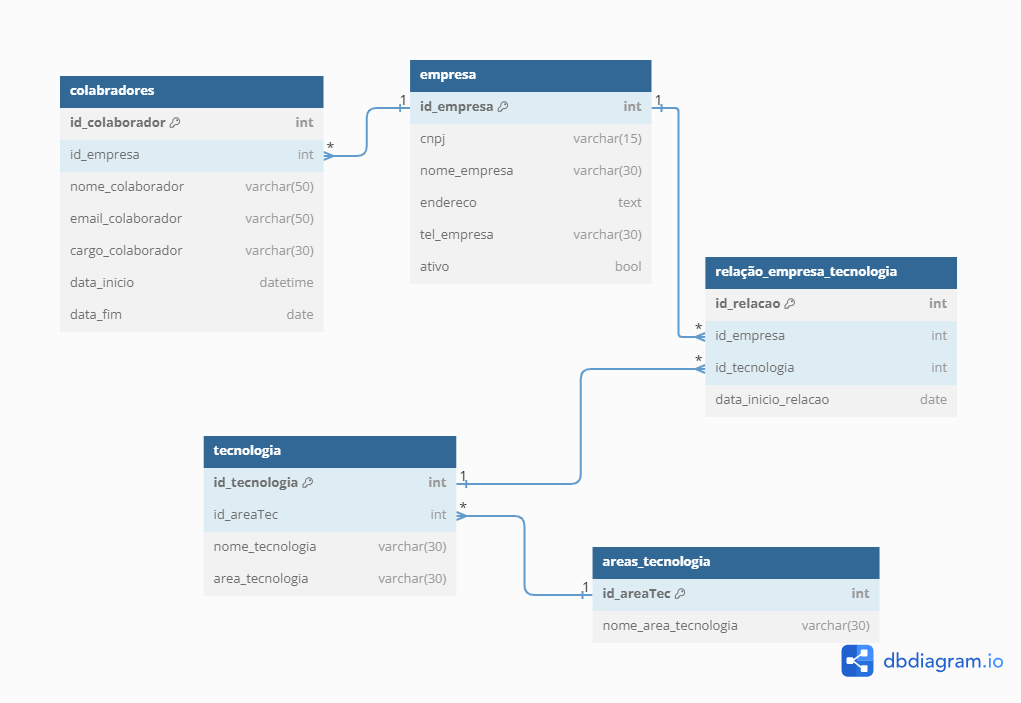 colabradores
id_colaborador int
id_empresa int
nome_colaborador varchar(50)
email_colaborador varchar(50)
cargo_colaborador varchar(30)
data_inicio datetime
data_fim date
*
1
empresa
id_empresa int
cnpj varchar(15)
nome_empresa varchar(30)
endereco text
tel_empresa varchar(30)
ativo bool
1
relação_empresa_tecnologia
id_relacao int
* id_empresa int
* id_tecnologia int
data_inicio_relacao date
tecnologia
id_tecnologia int 1
id_areaTec int *
nome_tecnologia varchar(30)
area_tecnologia varchar(30)
areas_tecnologia
1 id_areaTec int
nome_area_tecnologia varchar(30)
dbdiagram.io